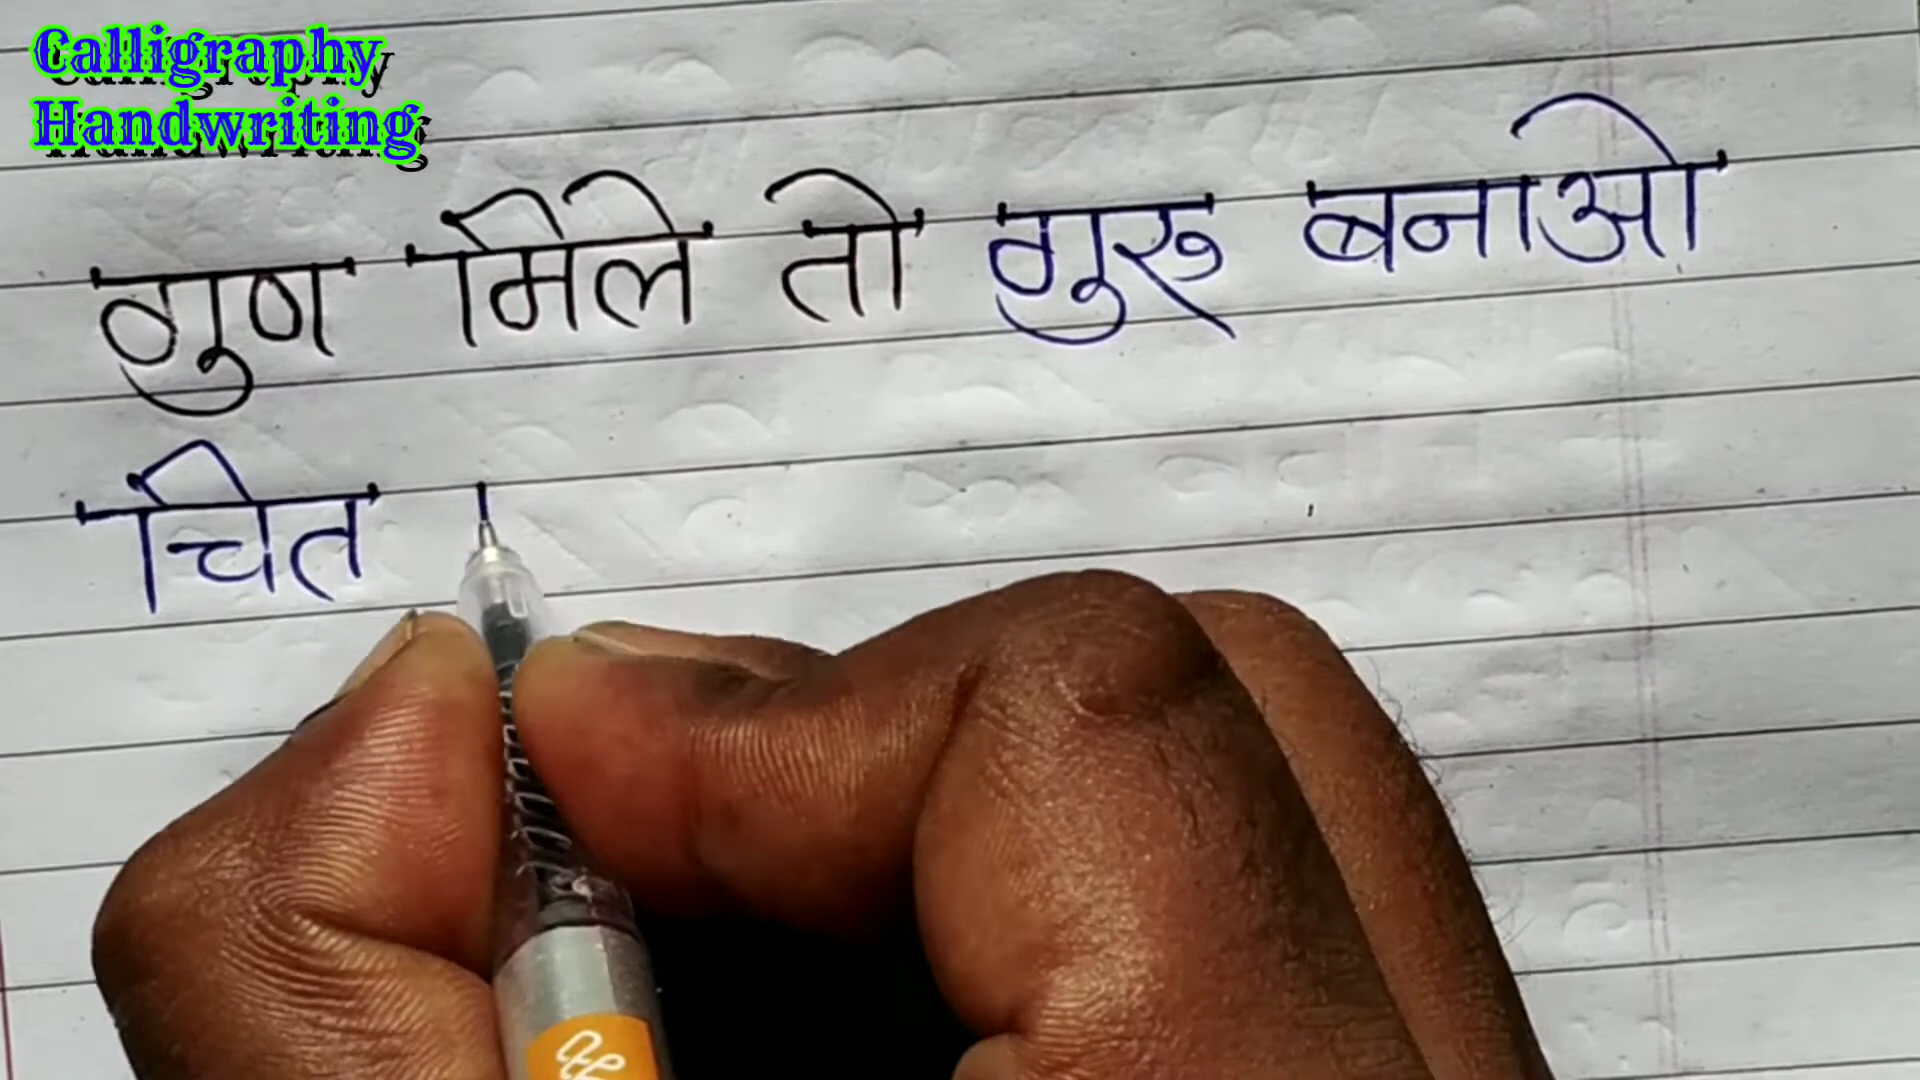 Calligraphy
Handwriting
गुण मिले तो गुरु बनाओ
चित